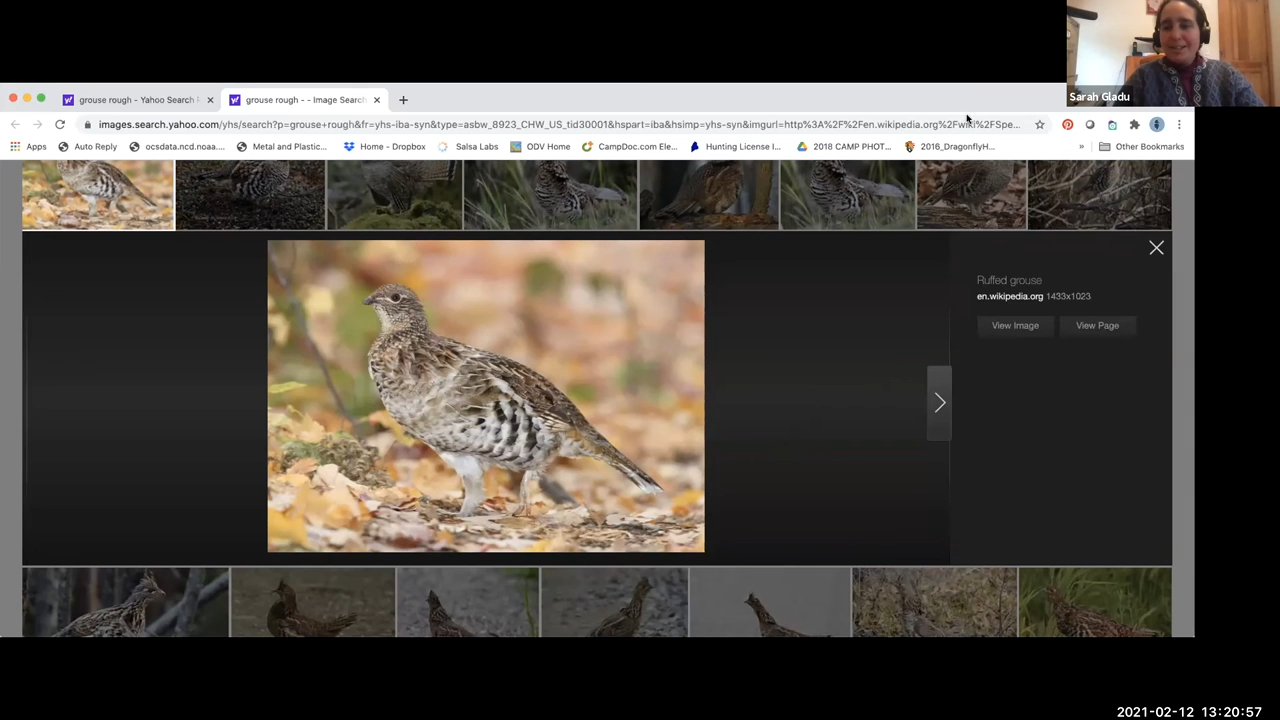 Sarah Gladu
grouse rough - Yahoo Search
grouse rough - - Image Search
images.search.yahoo.com/yhs/search?p=grouse+rough&fr=yhs-iba-syn&type=asbw_8923_CHW_US_tid30001&hspart=iba&hsimp=yhs-syn&imgurl=http%3A%2F%2Fen.wikipedia.org%2Fwiki%2FSpe...
Apps Auto Reply ocsdata.ncd.noaa.... Metal and Plastic... Home - Dropbox Salsa Labs ODV Home CampDoc.com Ele... Hunting License I... 2018 CAMP PHOT... 2016_DragonflyH... » Other Bookmarks
Ruffed grouse
en.wikipedia.org 1433x1023
View Image View Page
2021-02-12 13:20:57